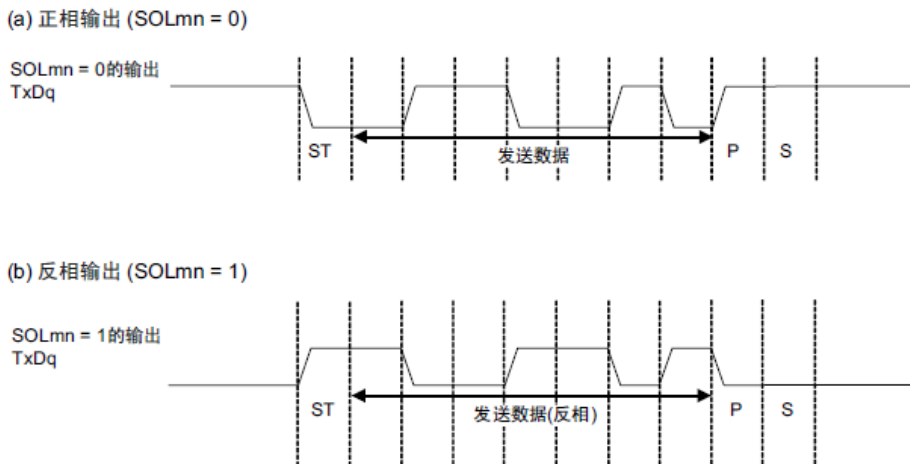 (a) 正相输出 (SOLmn = 0)
SOLmn = 0的输出
TxDq
ST
发送数据
P
S
(b) 反相输出 (SOLmn = 1)
SOLmn = 1的输出
TxDq
ST
发送数据(反相)
P
S